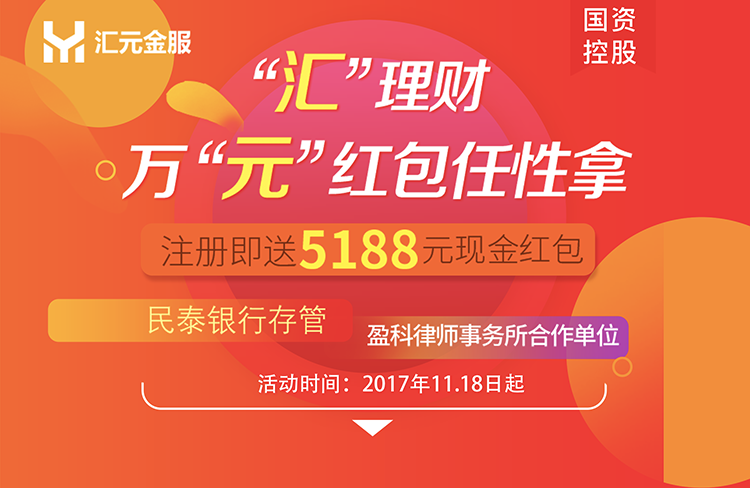 汇元金服
国资
控股
“汇”理财
万“元”红包任性拿
注册即送5188元现金红包
民泰银行存管
盈科律师事务所合作单位
活动时间：2017年11.18日起